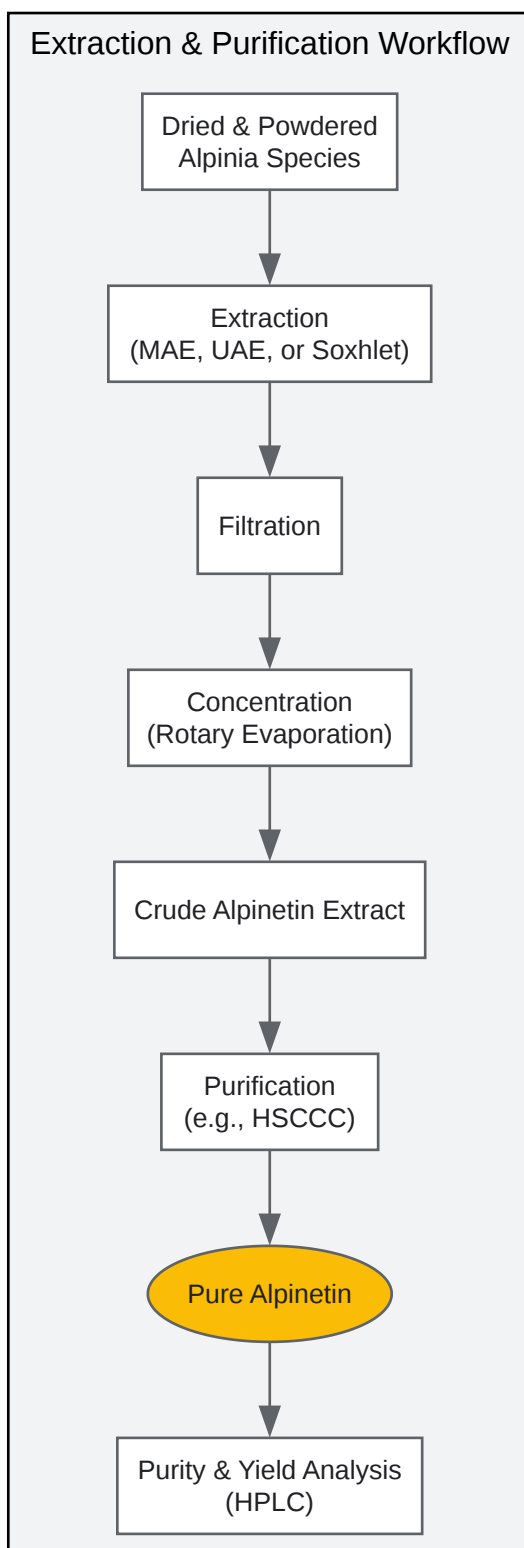 Extraction & Purification Workflow
Dried & Powdered
Alpinia Species
Extraction
(MAE, UAE, or Soxhlet)
Filtration
Concentration
(Rotary Evaporation)
Crude Alpinetin Extract
Purification
(e.g., HSCCC)
Pure Alpinetin
Purity & Yield Analysis
(HPLC)